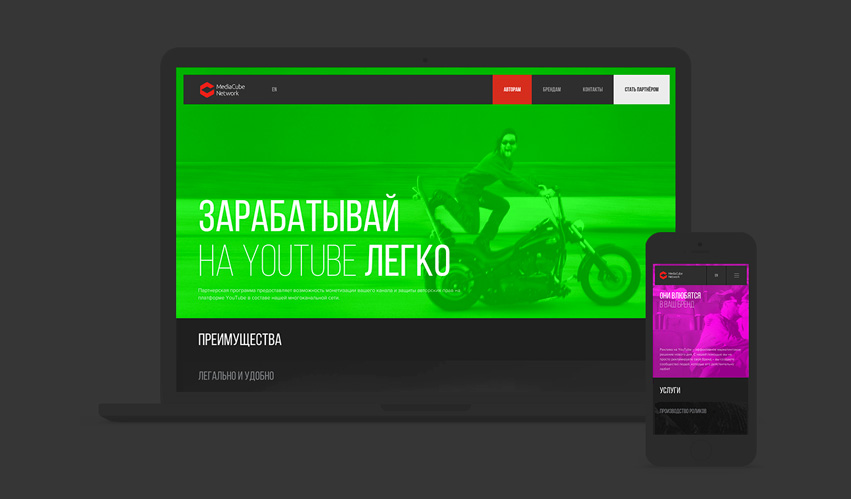 MediaCube
Network
EN
АВТОРАМ
БРЕНДАМ
КОНТАКТЫ
СТАТЬ ПАРТНЁРОМ
ЗАРАБАТЫВАЙ
НА YOUTUBE ЛЕГКО
Партнерская программа предоставляет возможность монетизации вашего канала и защиты авторских прав на
платформе YouTube в составе нашей многоканальной сети.
ПРЕИМУЩЕСТВА
ЛЕГАЛЬНО И УДОБНО
MediaCube
Network
ОНИ ВЛЮБЯТСЯ
В ВАШ БРЕНД
УСЛУГИ
ПРОИЗВОДСТВО РОЛИКОВ